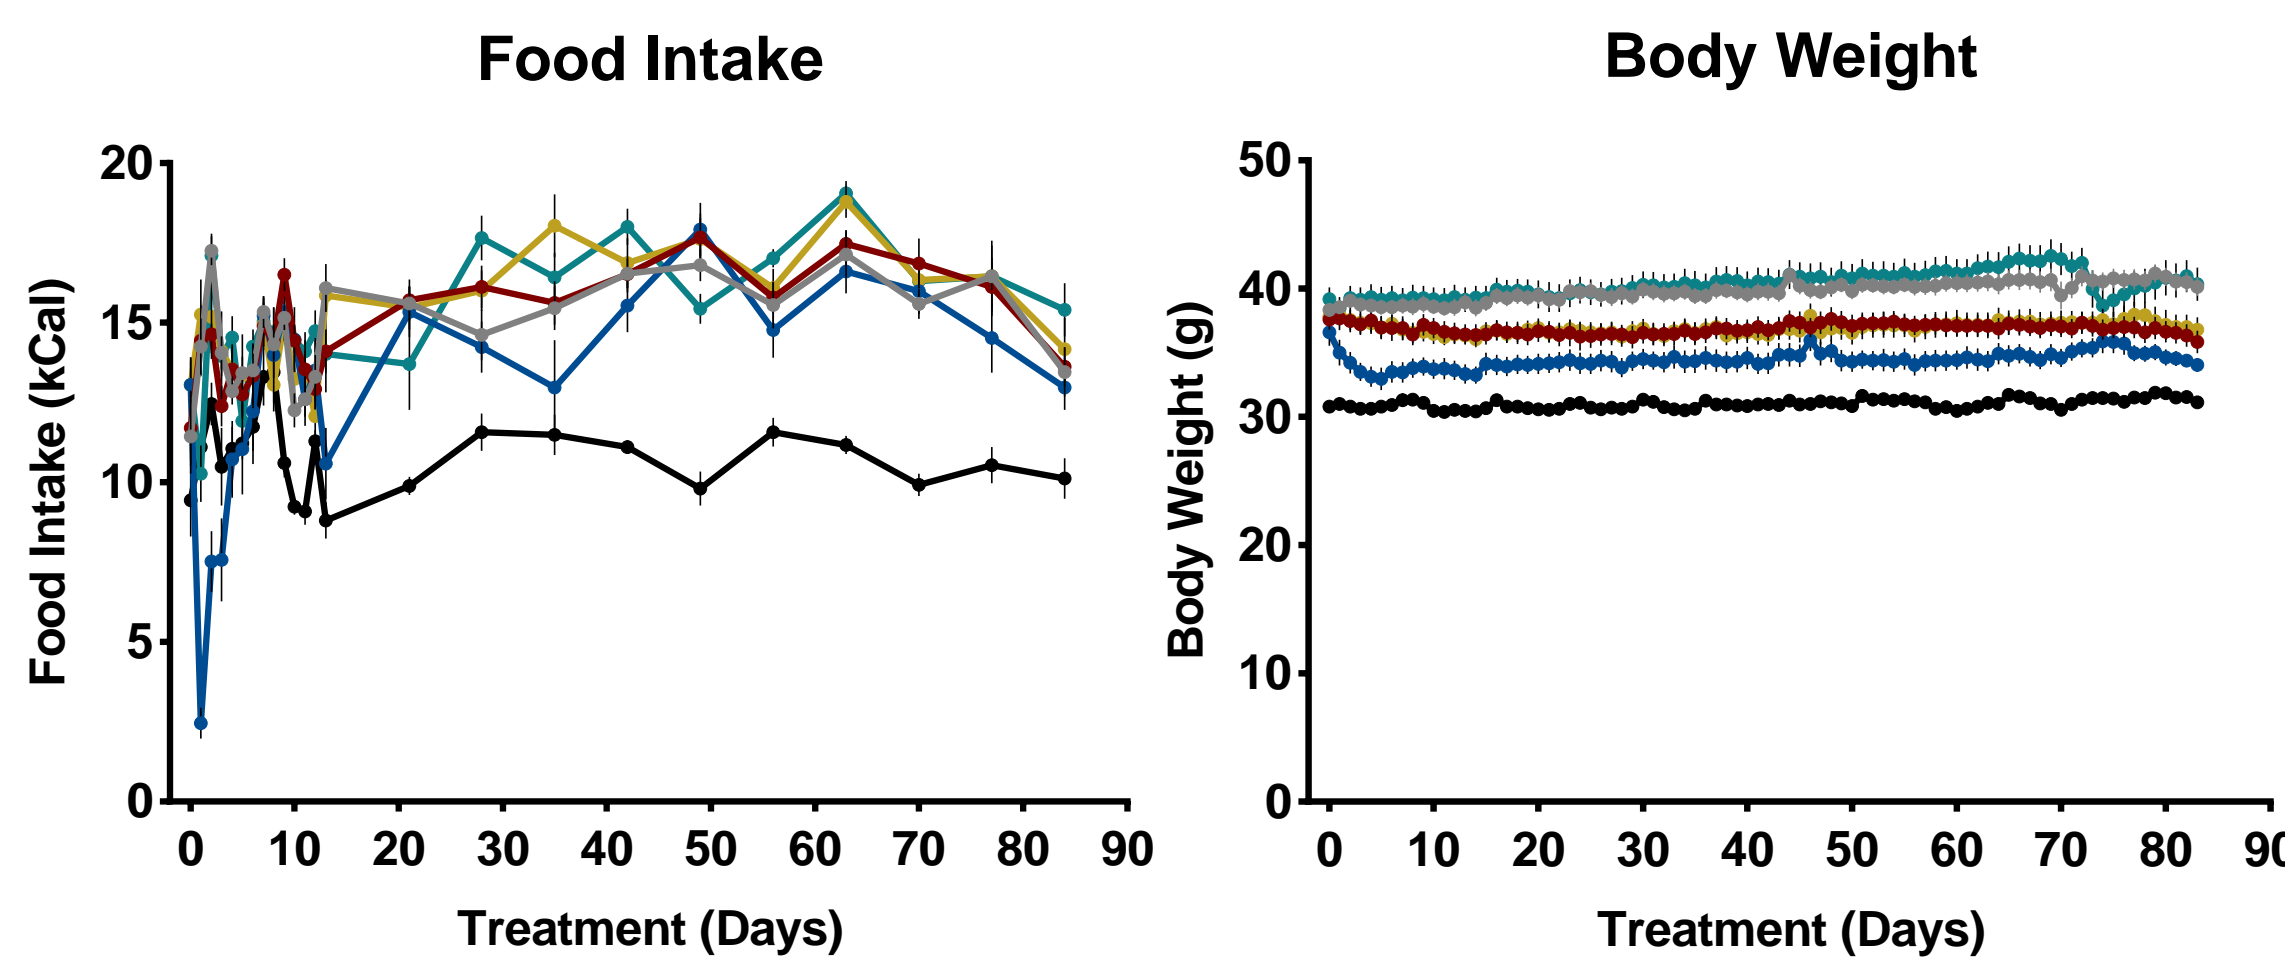 Food Intake
Food Intake (kCal)
20
15
10
5
0
0 10 20 30 40 50 60 70 80 90
Treatment (Days)
Body Weight
Body Weight (g)
50
40
30
20
10
0
0 10 20 30 40 50 60 70 80 90
Treatment (Days)